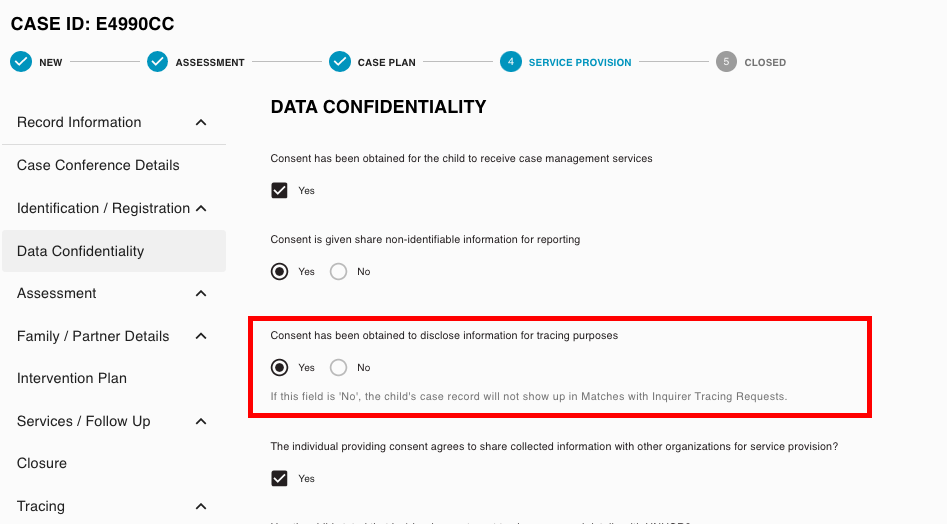 CASE ID: E4990CC
NEW
ASSESSMENT
CASE PLAN
4 SERVICE PROVISION
5 CLOSED
Record Information
Case Conference Details
Identification / Registration
Data Confidentiality
Assessment
Family / Partner Details
Intervention Plan
Services / Follow Up
Closure
Tracing
DATA CONFIDENTIALITY
Consent has been obtained for the child to receive case management services
Yes
Consent is given share non-identifiable information for reporting
Yes No
Consent has been obtained to disclose information for tracing purposes
Yes No
If this field is 'No', the child's case record will not show up in Matches with Inquirer Tracing Requests.
The individual providing consent agrees to share collected information with other organizations for service provision?
Yes